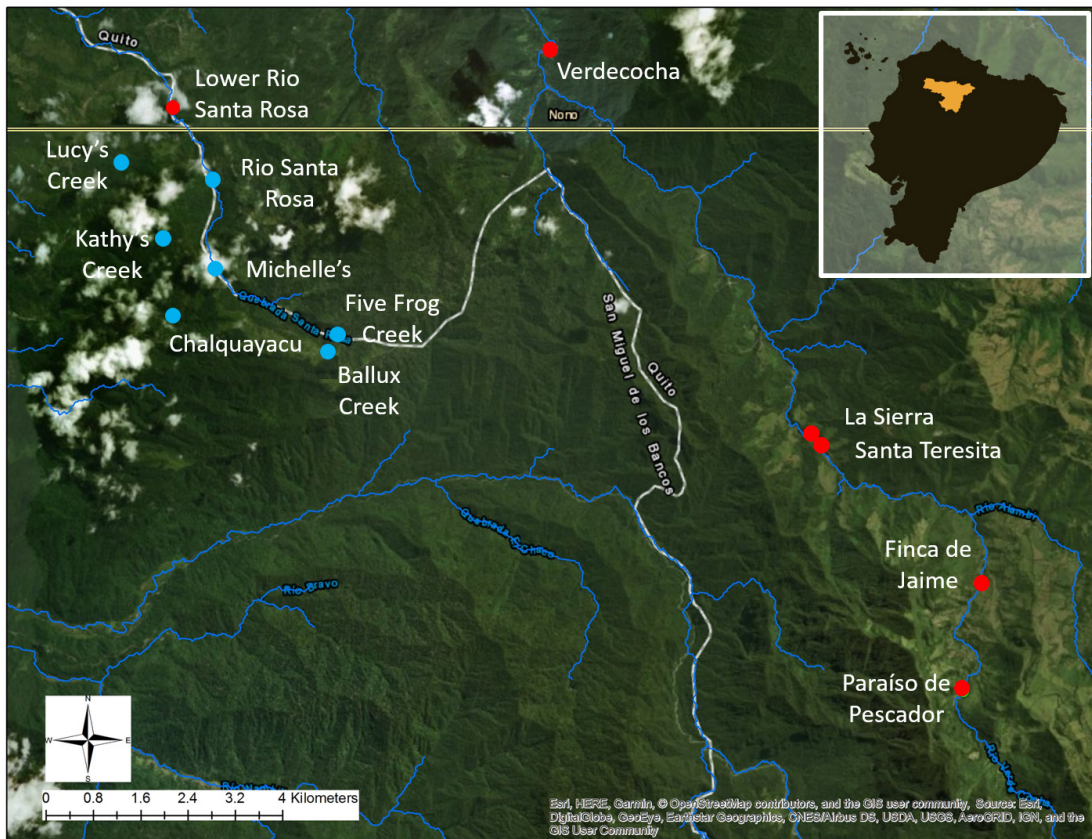 Quito
Lower Rio
Santa Rosa
Verdecocha
Nono
Lucy's
Creek
Rio Santa
Rosa
Kathy's
Creek
Michelle's
Quebrada Santa Rosa
Five Frog
Creek
Chalquayacu
Ballux
Creek
San Miguel de los Bancos
Quito
La Sierra
Santa Teresita
Rio Alambi
Finca de
Jaime
Rio Bravo
Paraíso de
Pescador
N
W
E
S
0 0.8 1.6 2.4 3.2 4 Kilometers
Esri, HERE, Garmin, © OpenStreetMap contributors, and the GIS user community, Source: Esri,
DigitalGlobe, GeoEye, Earthstar Geographics, CNES/Airbus DS, USDA, USGS, AeroGRID, IGN, and the
GIS User Community